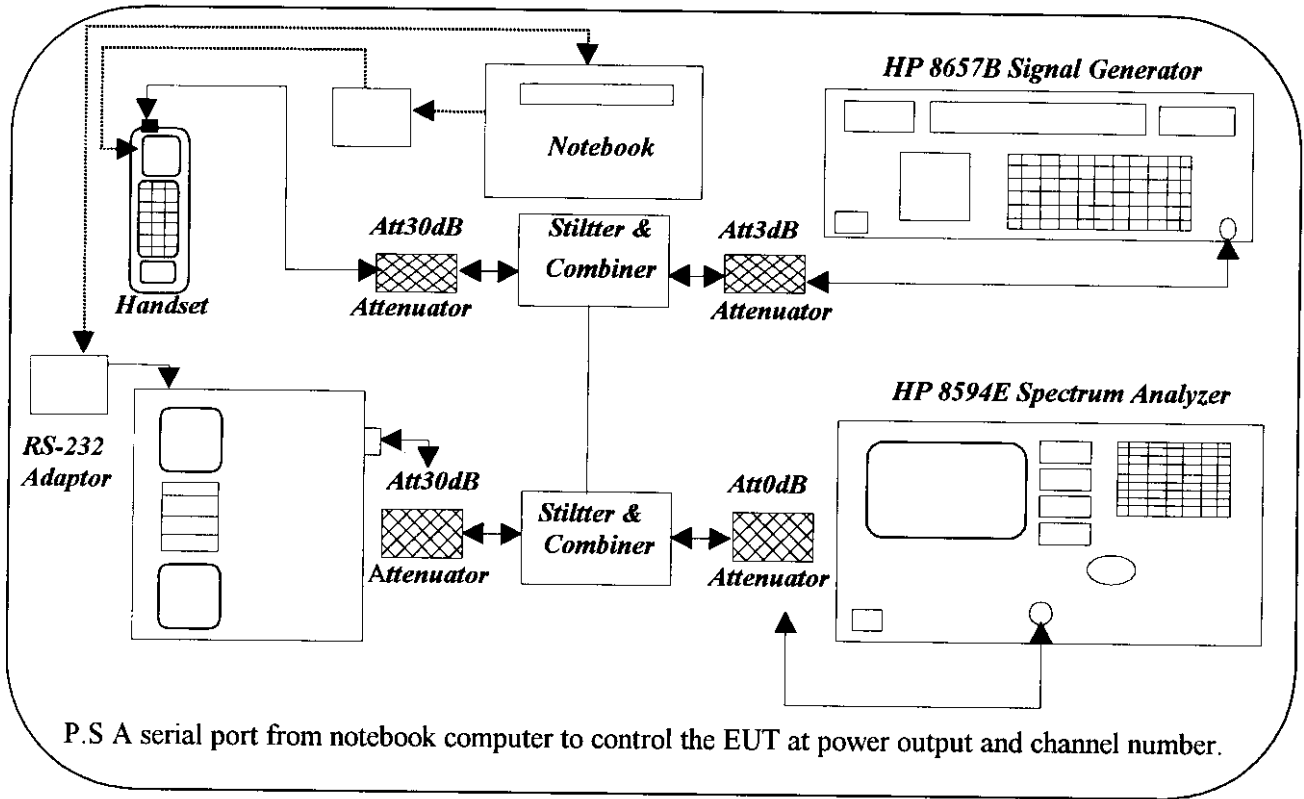 HP 8657B Signal Generator
Notebook
Att30dB
Stiltter &
Combiner
Att3dB
Attenuator
Attenuator
Handset
HP 8594E Spectrum Analyzer
RS-232
Adaptor
Att30dB
Stiltter &
Combiner
Att0dB
Attenuator
Attenuator
P.S A serial port from notebook computer to control the EUT at power output and channel number.